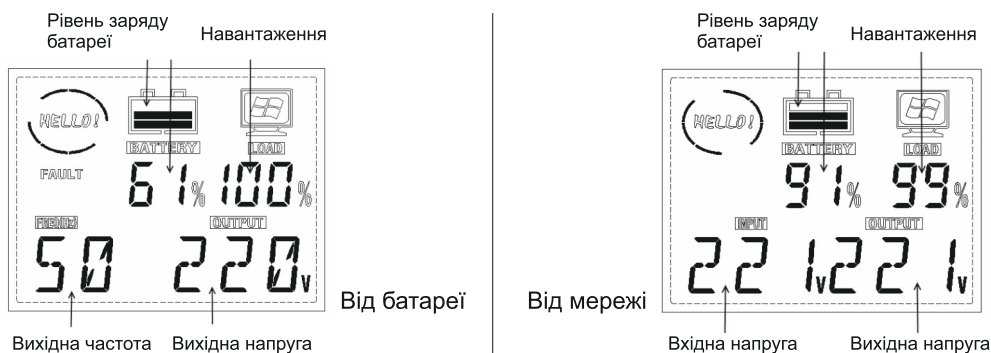 Рівень заряду
батареї
Навантаження
HELLO!
BATTERY
LOAD
FAULT
61%
100%
FREQ(Hz)
OUTPUT
50
220v
Від батареї
Вихідна частота
Вихідна напруга
Рівень заряду
батареї
Навантаження
HELLO!
BATTERY
LOAD
91%
99%
INPUT
OUTPUT
221v
221v
Від мережі
Вхідна напруга
Вихідна напруга